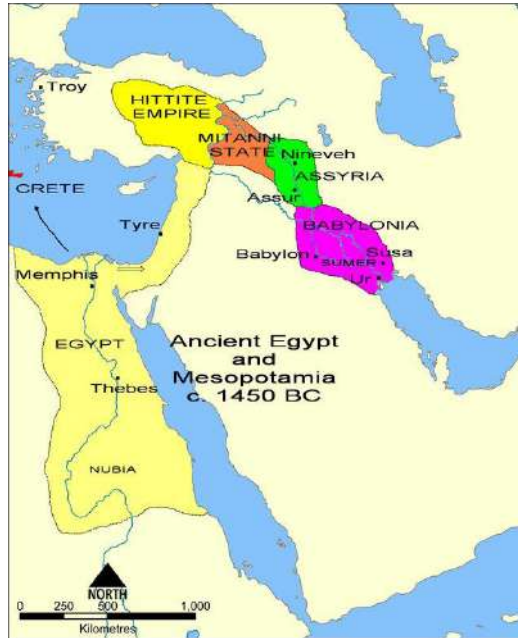 Troy
HITTITE
EMPIRE
MITANNI
STATE
Nineveh
ASSYRIA
Assur
CRETE
Tyre
BABYLONIA
Babylon
Susa
SUMER
Ur
Memphis
EGYPT
Thebes
NUBIA
Ancient Egypt
and
Mesopotamia
c. 1450 BC
NORTH
0 250 500 1,000
Kilometres